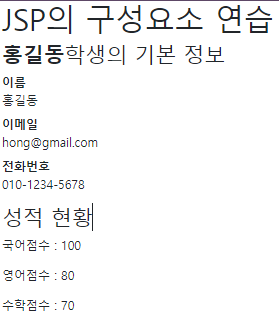 JSP의 구성요소 연습
홍길동학생의 기본 정보
이름
홍길동
이메일
hong@gmail.com
전화번호
010-1234-5678
성적 현황
국어점수 : 100
영어점수 : 80
수학점수 : 70